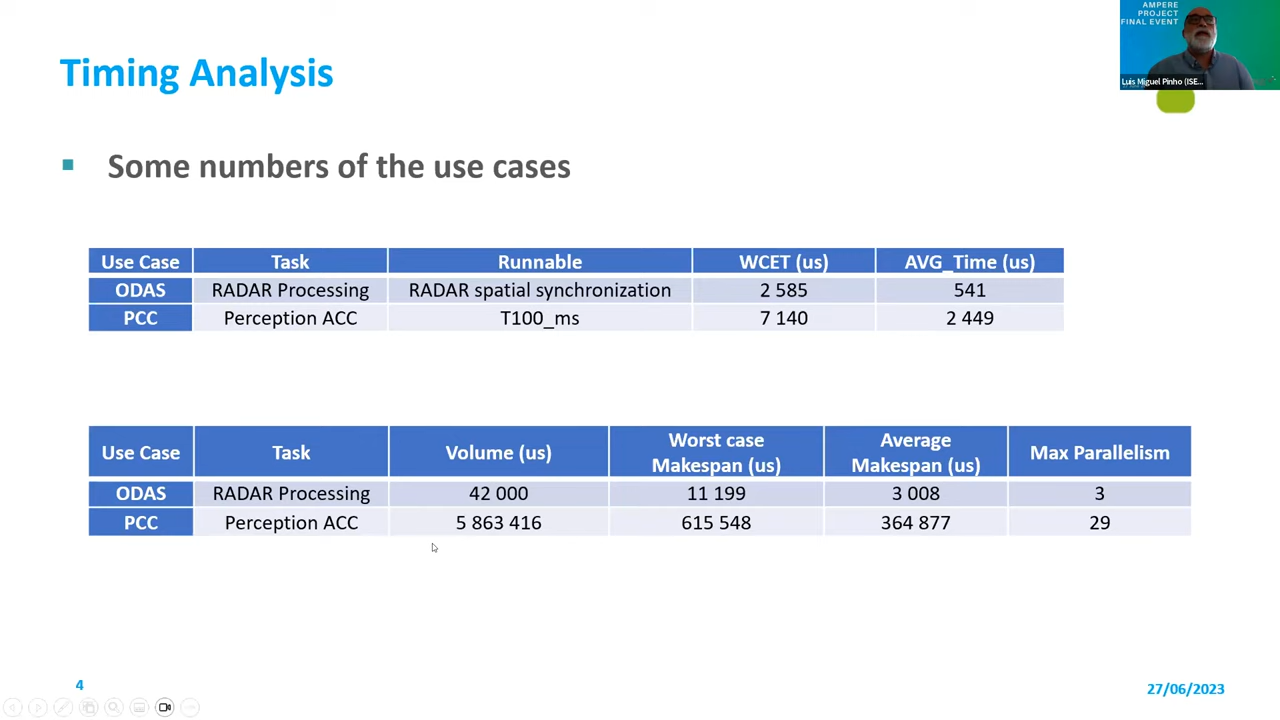 AMPERE
PROJECT
FINAL EVENT
Luis Miguel Pinho (ISE...
Timing Analysis
Some numbers of the use cases
Use Case Task Runnable WCET (us) AVG_Time (us)
ODAS RADAR Processing RADAR spatial synchronization 2 585 541
PCC Perception ACC T100_ms 7 140 2 449
Use Case Task Volume (us) Worst case Makespan (us) Average Makespan (us) Max Parallelism
ODAS RADAR Processing 42 000 11 199 3 008 3
PCC Perception ACC 5 863 416 615 548 364 877 29
4
27/06/2023